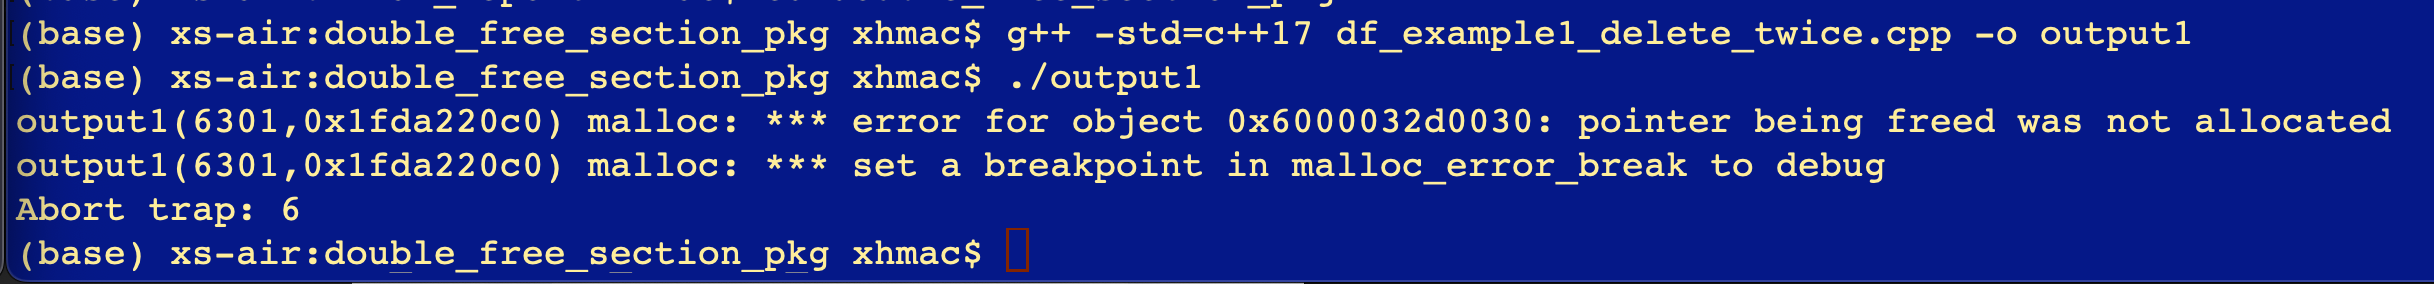 (base) xs-air:double_free_section_pkg xhmac$ g++ -std=c++17 df_example1_delete_twice.cpp -o output1
(base) xs-air:double_free_section_pkg xhmac$ ./output1
output1(6301,0x1fda220c0) malloc: *** error for object 0x6000032d0030: pointer being freed was not allocated
output1(6301,0x1fda220c0) malloc: *** set a breakpoint in malloc_error_break to debug
Abort trap: 6
(base) xs-air:double_free_section_pkg xhmac$